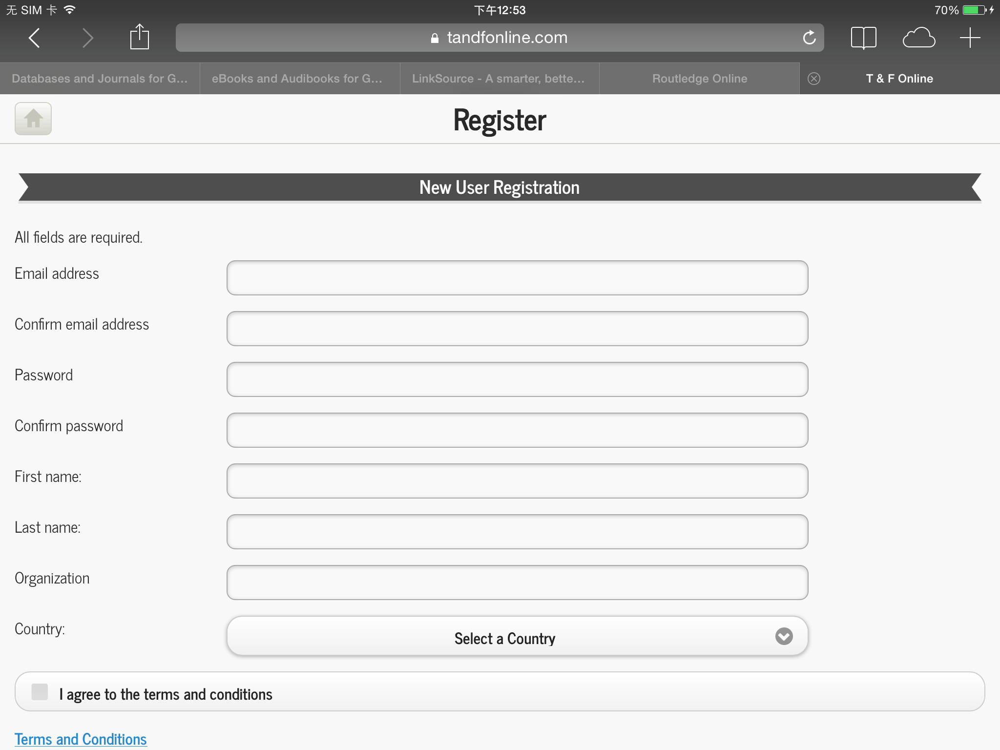 无 SIM 卡
下午12:53
70%
tandfonline.com
Databases and Journals for G...
eBooks and Audibooks for G...
LinkSource - A smarter, bette...
Routledge Online
T & F Online
Register
New User Registration
All fields are required.
Email address
Confirm email address
Password
Confirm password
First name:
Last name:
Organization
Country:
Select a Country
I agree to the terms and conditions
Terms and Conditions